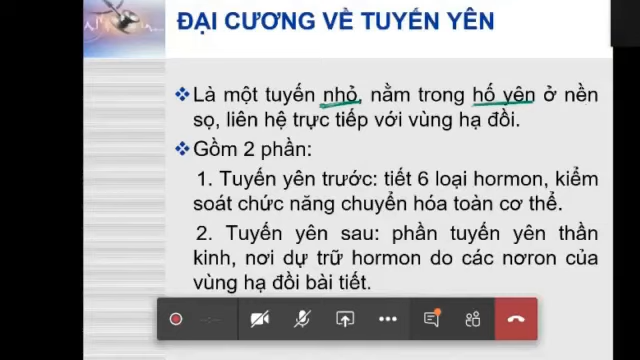 ĐẠI CƯƠNG VỀ TUYẾN YÊN
❖Là một tuyến nhỏ, nằm trong hố yên ở nền
sọ, liên hệ trực tiếp với vùng hạ đồi.
❖Gồm 2 phần:
1. Tuyến yên trước: tiết 6 loại hormon, kiểm
soát chức năng chuyển hóa toàn cơ thể.
2. Tuyến yên sau: phần tuyến yên thần
kinh, nơi dự trữ hormon do các nơron của
vùng hạ đồi bài tiết.